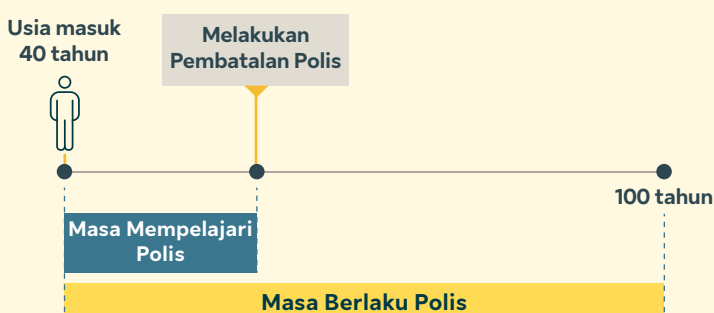 Usia masuk
40 tahun
Melakukan
Pembatalan Polis
100 tahun
Masa Mempelajari
Polis
Masa Berlaku Polis